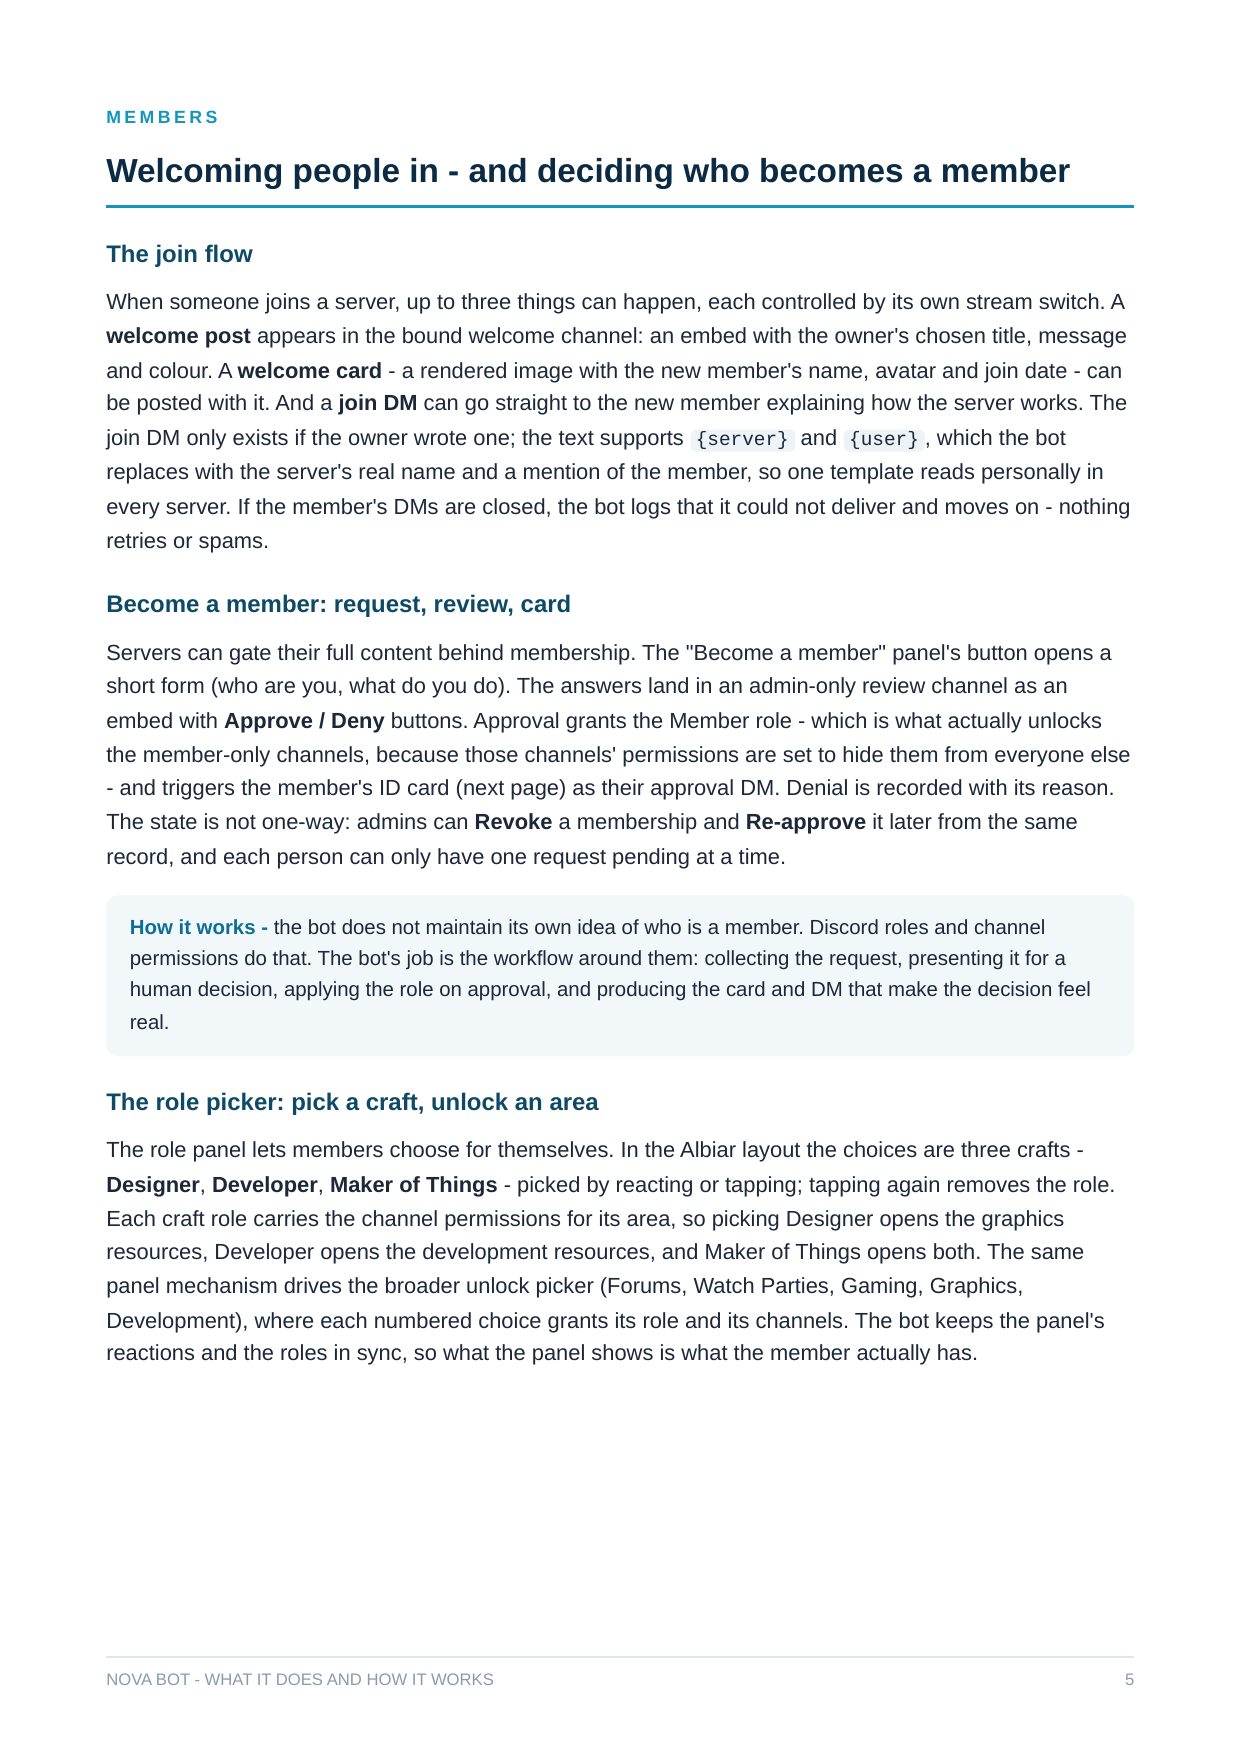 MEMBERS
Welcoming people in - and deciding who becomes a member
The join flow
When someone joins a server, up to three things can happen, each controlled by its own stream switch. A
welcome post appears in the bound welcome channel: an embed with the owner's chosen title, message
and colour. A welcome card - a rendered image with the new member's name, avatar and join date - can
be posted with it. And a join DM can go straight to the new member explaining how the server works. The
join DM only exists if the owner wrote one; the text supports {server} and {user}, which the bot
replaces with the server's real name and a mention of the member, so one template reads personally in
every server. If the member's DMs are closed, the bot logs that it could not deliver and moves on - nothing
retries or spams.
Become a member: request, review, card
Servers can gate their full content behind membership. The "Become a member" panel's button opens a
short form (who are you, what do you do). The answers land in an admin-only review channel as an
embed with Approve / Deny buttons. Approval grants the Member role - which is what actually unlocks
the member-only channels, because those channels' permissions are set to hide them from everyone else
- and triggers the member's ID card (next page) as their approval DM. Denial is recorded with its reason.
The state is not one-way: admins can Revoke a membership and Re-approve it later from the same
record, and each person can only have one request pending at a time.
How it works - the bot does not maintain its own idea of who is a member. Discord roles and channel
permissions do that. The bot's job is the workflow around them: collecting the request, presenting it for a
human decision, applying the role on approval, and producing the card and DM that make the decision feel
real.
The role picker: pick a craft, unlock an area
The role panel lets members choose for themselves. In the Albiar layout the choices are three crafts -
Designer, Developer, Maker of Things - picked by reacting or tapping; tapping again removes the role.
Each craft role carries the channel permissions for its area, so picking Designer opens the graphics
resources, Developer opens the development resources, and Maker of Things opens both. The same
panel mechanism drives the broader unlock picker (Forums, Watch Parties, Gaming, Graphics,
Development), where each numbered choice grants its role and its channels. The bot keeps the panel's
reactions and the roles in sync, so what the panel shows is what the member actually has.
NOVA BOT - WHAT IT DOES AND HOW IT WORKS
5